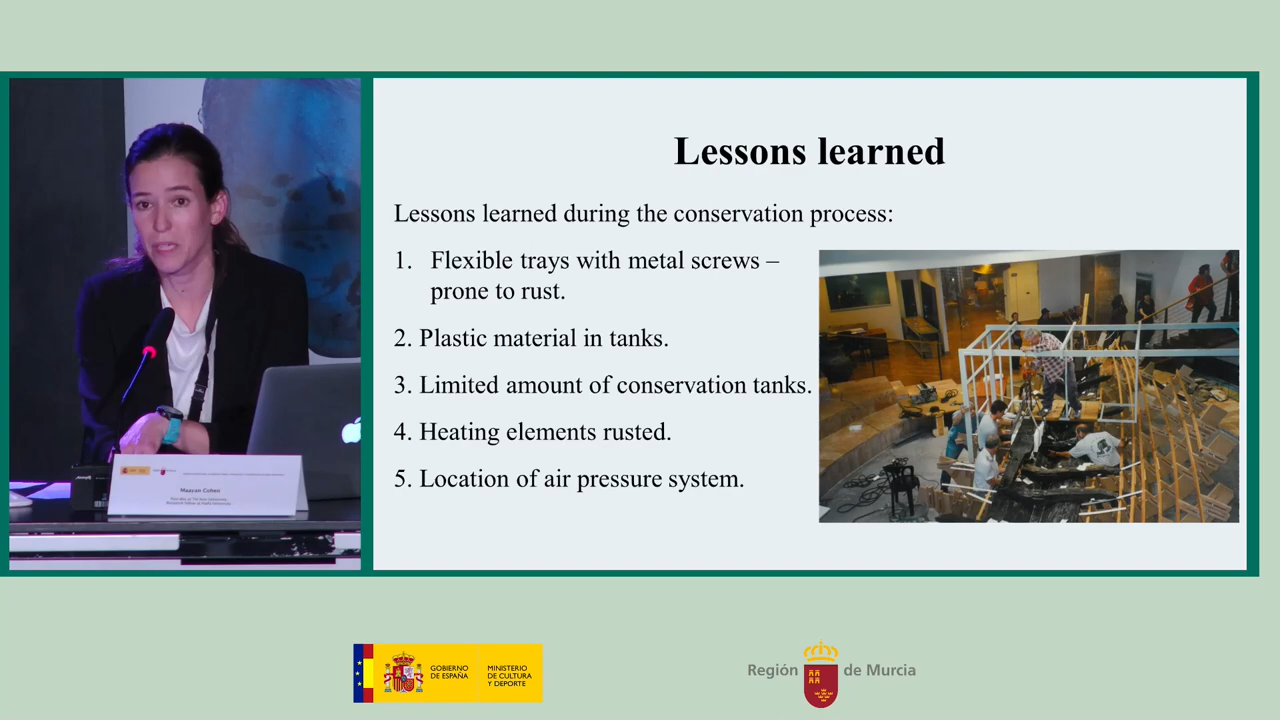 Lessons learned
Lessons learned during the conservation process:
1. Flexible trays with metal screws –
prone to rust.
2. Plastic material in tanks.
3. Limited amount of conservation tanks.
4. Heating elements rusted.
5. Location of air pressure system.
Maayan Cohen
GOBIERNO
DE ESPAÑA
MINISTERIO
DE CULTURA
Y DEPORTE
Región de Murcia